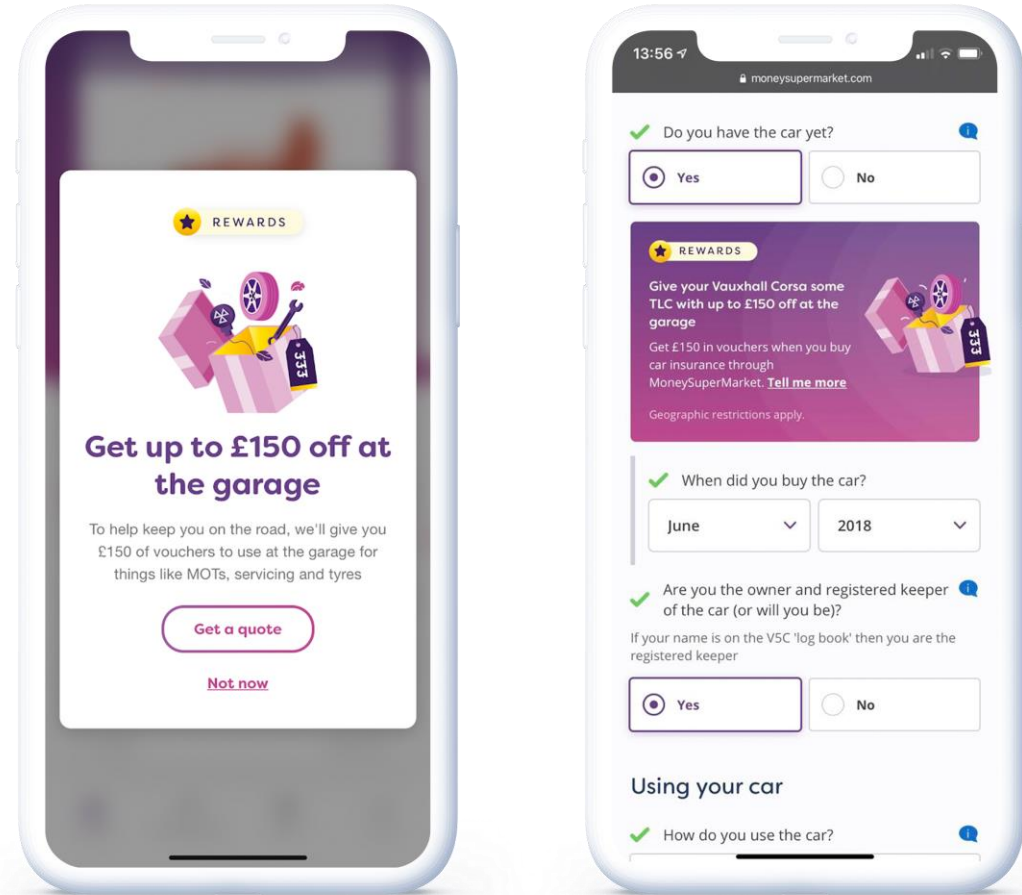 REWARDS
333
Get up to £150 off at
the garage
To help keep you on the road, we'll give you
£150 of vouchers to use at the garage for
things like MOTs, servicing and tyres
Get a quote
Not now
13:56
moneysupermarket.com
Do you have the car yet?
Yes
No
REWARDS
Give your Vauxhall Corsa some
TLC with up to £150 off at the
garage
Get £150 in vouchers when you buy
car insurance through
MoneySuperMarket. Tell me more
Geographic restrictions apply.
333
When did you buy the car?
June
2018
Are you the owner and registered keeper
of the car (or will you be)?
If your name is on the V5C 'log book' then you are the
registered keeper
Yes
No
Using your car
How do you use the car?